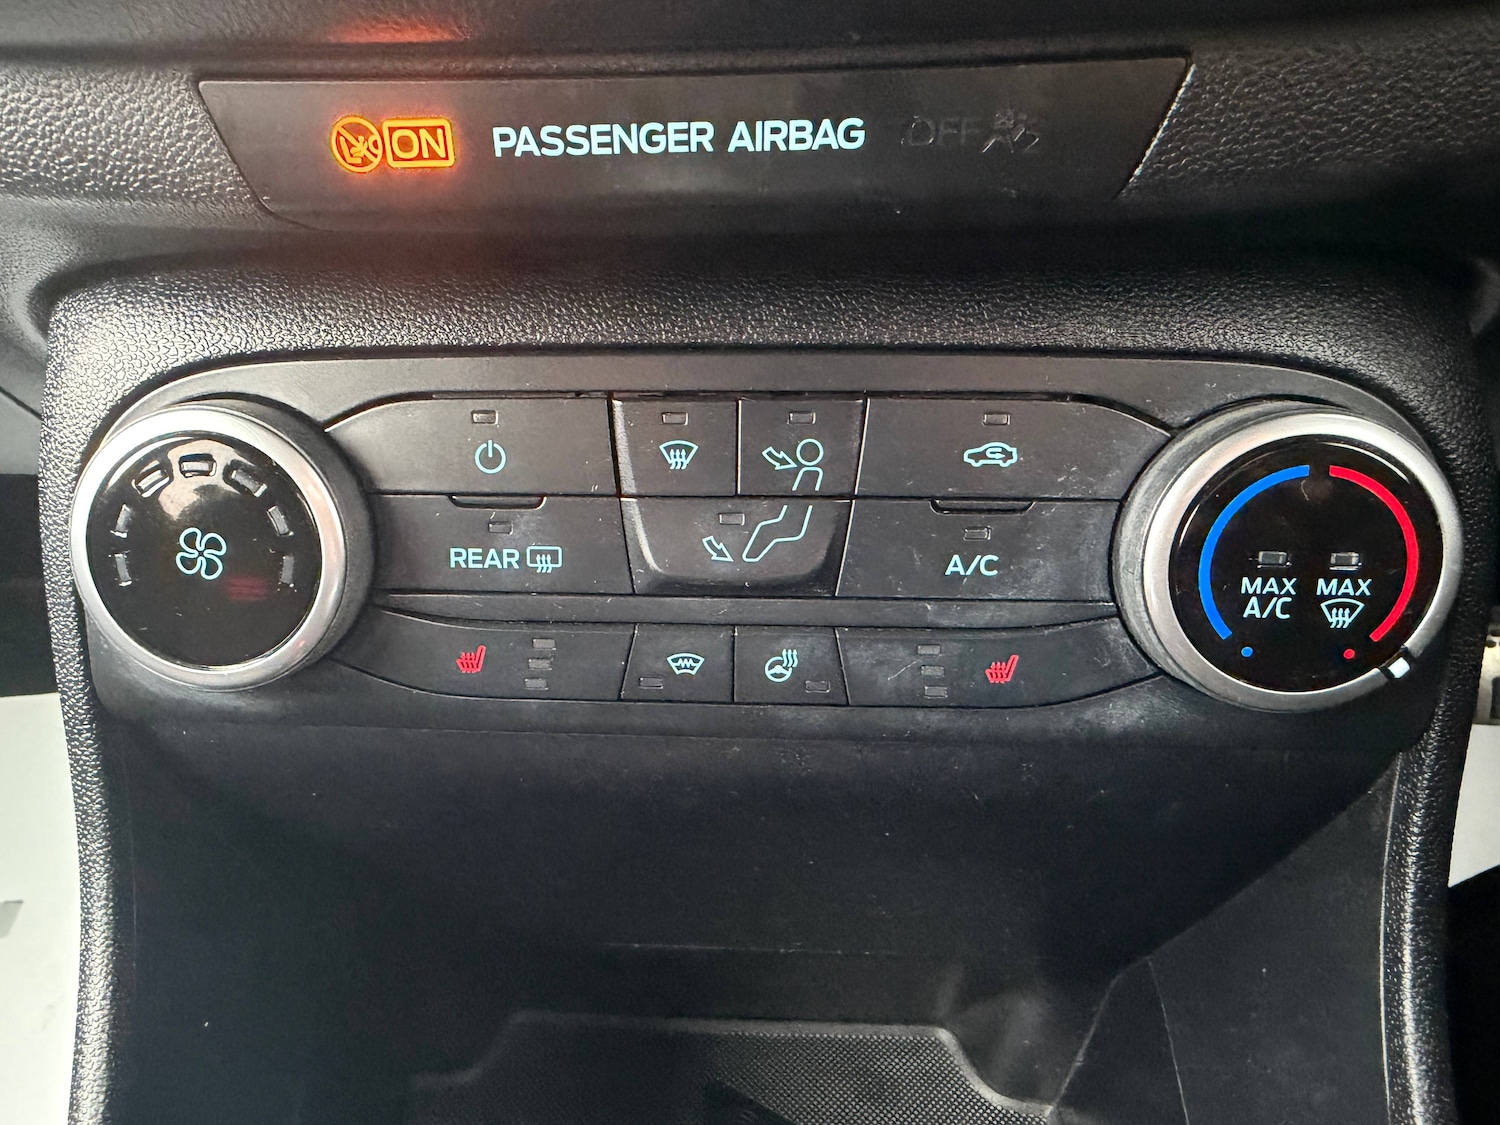 ON PASSENGER AIRBAG OFF
REAR
A/C
MAX A/C
MAX